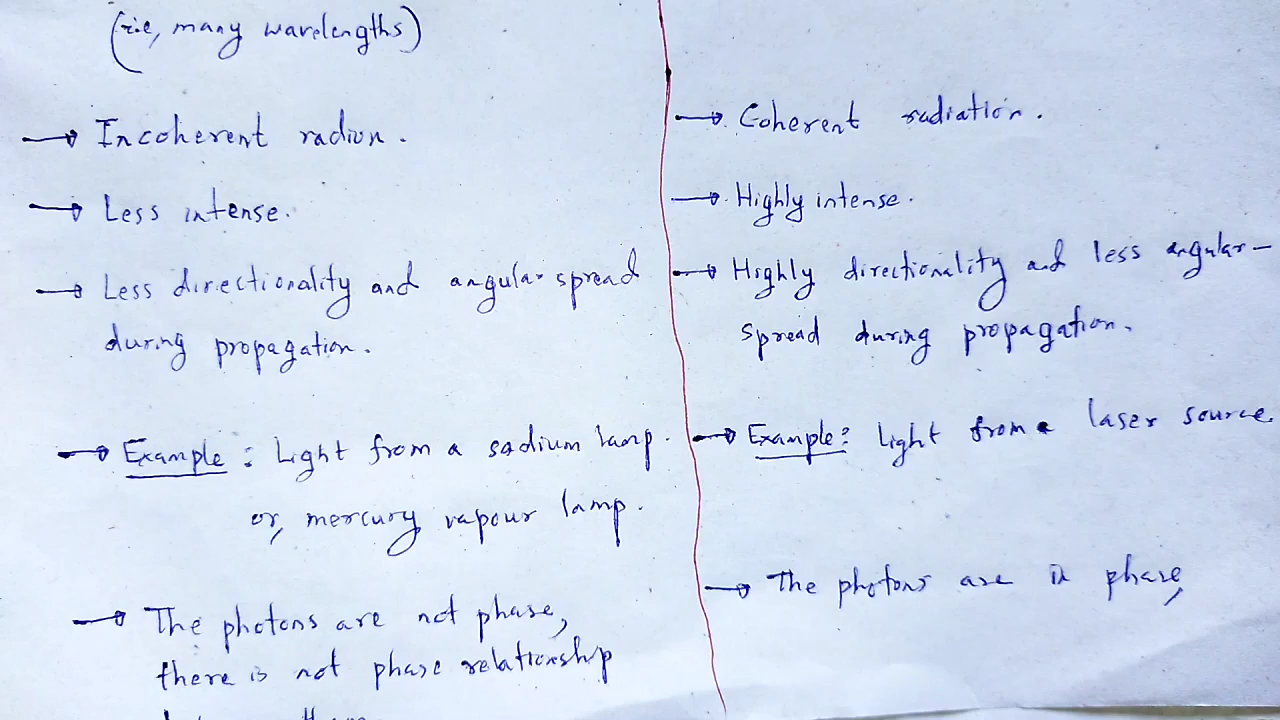 (i.e, many wavelengths)
→ Incoherent radion.
→ Less intense.
→ Less directionality and angular spread
during propagation.
→ Example : Light from a sodium lamp.
or, mercury vapour lamp.
→ The photons are not phase,
there is not phase relationship
→ Coherent radiation.
→ Highly intense.
→ Highly directionality and less angular-
spread during propagation.
→ Example : Light from a laser source.
→ The photons are in phase,